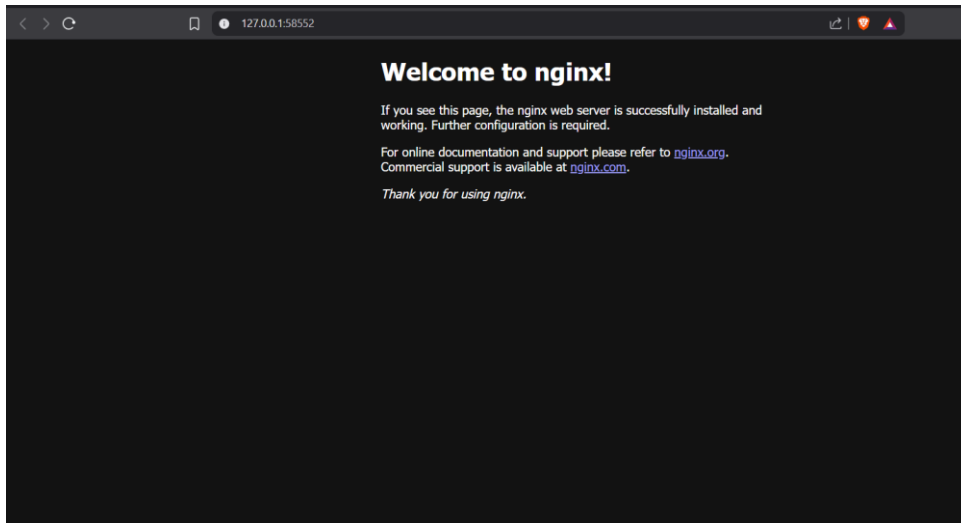 127.0.0.1:58552
Welcome to nginx!
If you see this page, the nginx web server is successfully installed and
working. Further configuration is required.
For online documentation and support please refer to nginx.org.
Commercial support is available at nginx.com.
Thank you for using nginx.